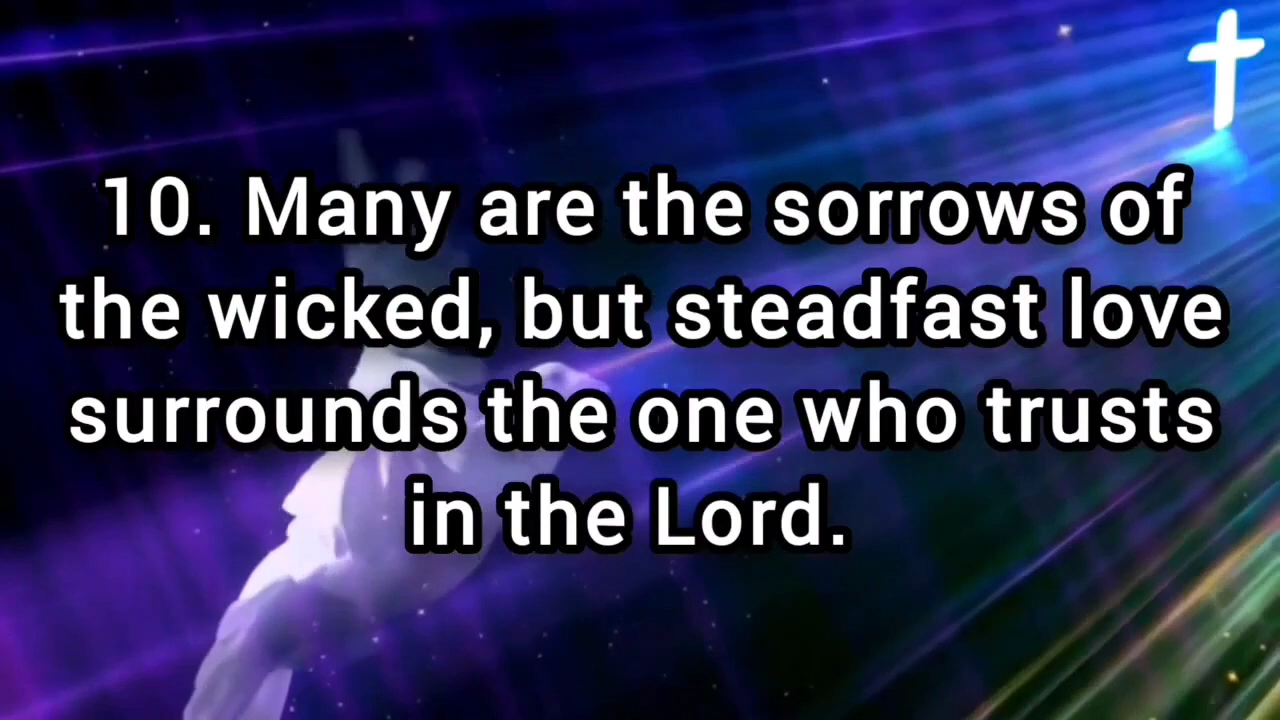 10. Many are the sorrows of
the wicked, but steadfast love
surrounds the one who trusts
in the Lord.